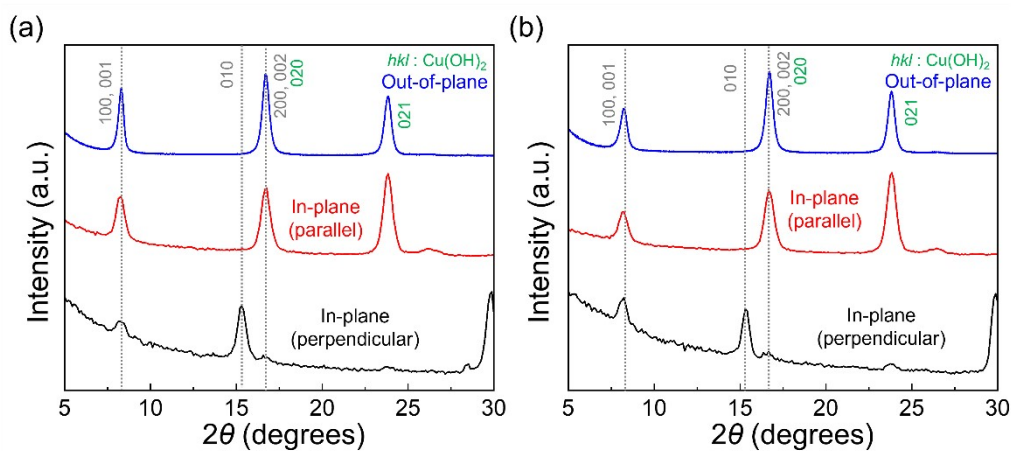 (a)
Intensity (a.u.)
100, 001
010
200, 002
020
021
hkl : Cu(OH)₂
Out-of-plane
In-plane
(parallel)
In-plane
(perpendicular)
5
10
15
20
25
30
2θ (degrees)
(b)
Intensity (a.u.)
100, 001
010
200, 002
020
021
hkl : Cu(OH)₂
Out-of-plane
In-plane
(parallel)
In-plane
(perpendicular)
5
10
15
20
25
30
2θ (degrees)